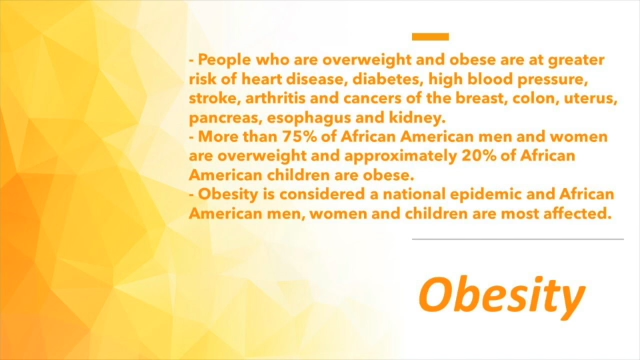 - People who are overweight and obese are at greater
risk of heart disease, diabetes, high blood pressure,
stroke, arthritis and cancers of the breast, colon, uterus,
pancreas, esophagus and kidney.
- More than 75% of African American men and women
are overweight and approximately 20% of African
American children are obese.
- Obesity is considered a national epidemic and African
American men, women and children are most affected.
Obesity